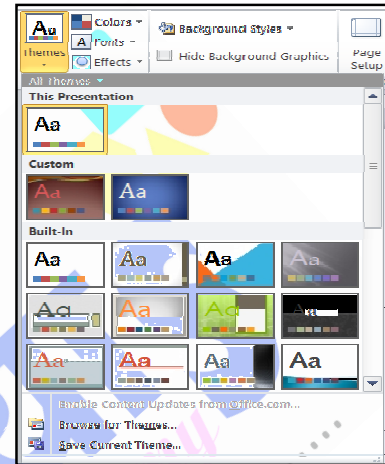 Themes
Colors
A Fonts
Effects
Background Styles
Hide Background Graphics
Page Setup
All Themes
This Presentation
Aa
Custom
Aa Aa
Built-In
Aa Aa Aa Aa
Aa Aa Aa Aa
Aa Aa Aa Aa
Enable Content Updates from Office.com...
Browse for Themes...
Save Current Theme...